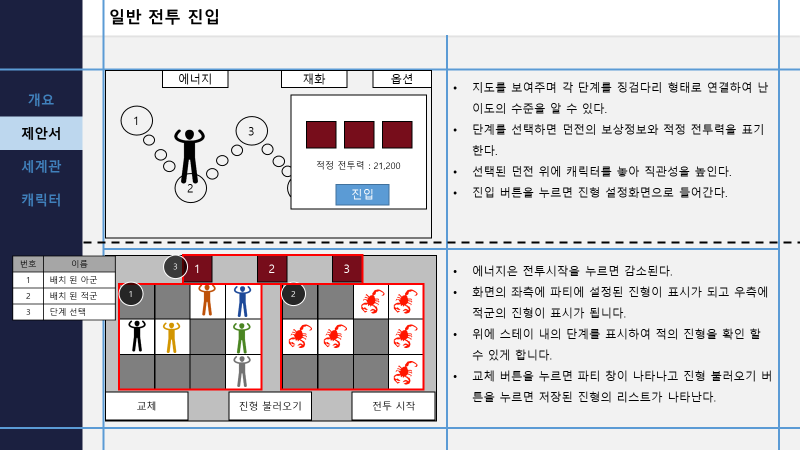 일반 전투 진입
개요
제안서
세계관
캐릭터
에너지
재화
옵션
1
2
3
적정 전투력 : 21,200
진입
• 지도를 보여주며 각 단계를 징검다리 형태로 연결하여 난
이도의 수준을 알 수 있다.
• 단계를 선택하면 던전의 보상정보와 적정 전투력을 표기
한다.
• 선택된 던전 위에 캐릭터를 놓아 직관성을 높인다.
• 진입 버튼을 누르면 진형 설정화면으로 들어간다.
번호 이름
1 배치 된 아군
2 배치 된 적군
3 단계 선택
3
1
2
3
1
2
교체
진형 불러오기
전투 시작
• 에너지은 전투시작을 누르면 감소된다.
• 화면의 좌측에 파티에 설정된 진형이 표시가 되고 우측에
적군의 진형이 표시가 됩니다.
• 위에 스테이 내의 단계를 표시하여 적의 진형을 확인 할
수 있게 합니다.
• 교체 버튼을 누르면 파티 창이 나타나고 진형 불러오기 버
튼을 누르면 저장된 진형의 리스트가 나타난다.